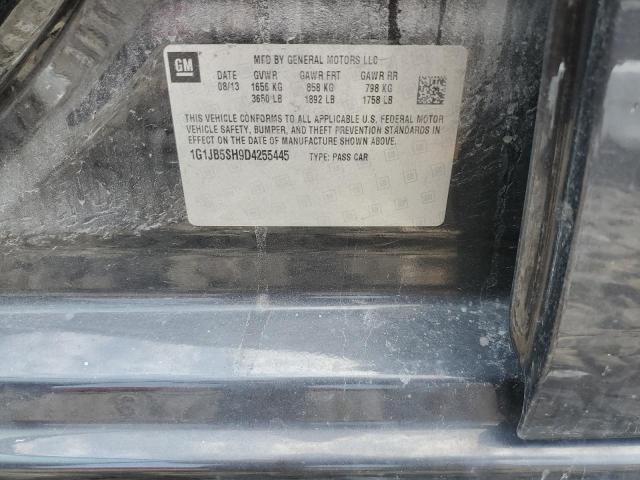 GM
MFD BY GENERAL MOTORS LLC
DATE GVWR GAWR FRT GAWR RR
08/13 1656 KG 858 KG 798 KG
3650 LB 1892 LB 1758 LB
THIS VEHICLE CONFORMS TO ALL APPLICABLE U.S. FEDERAL MOTOR
VEHICLE SAFETY, BUMPER, AND THEFT PREVENTION STANDARDS IN
EFFECT ON THE DATE OF MANUFACTURE SHOWN ABOVE.
1G1JB5SH9D4255445 TYPE: PASS CAR